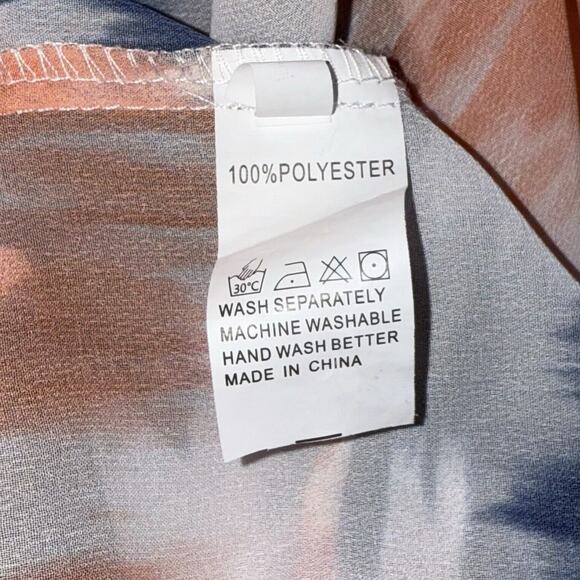 100%POLYESTER
30°C
WASH SEPARATELY
MACHINE WASHABLE
HAND WASH BETTER
MADE IN CHINA